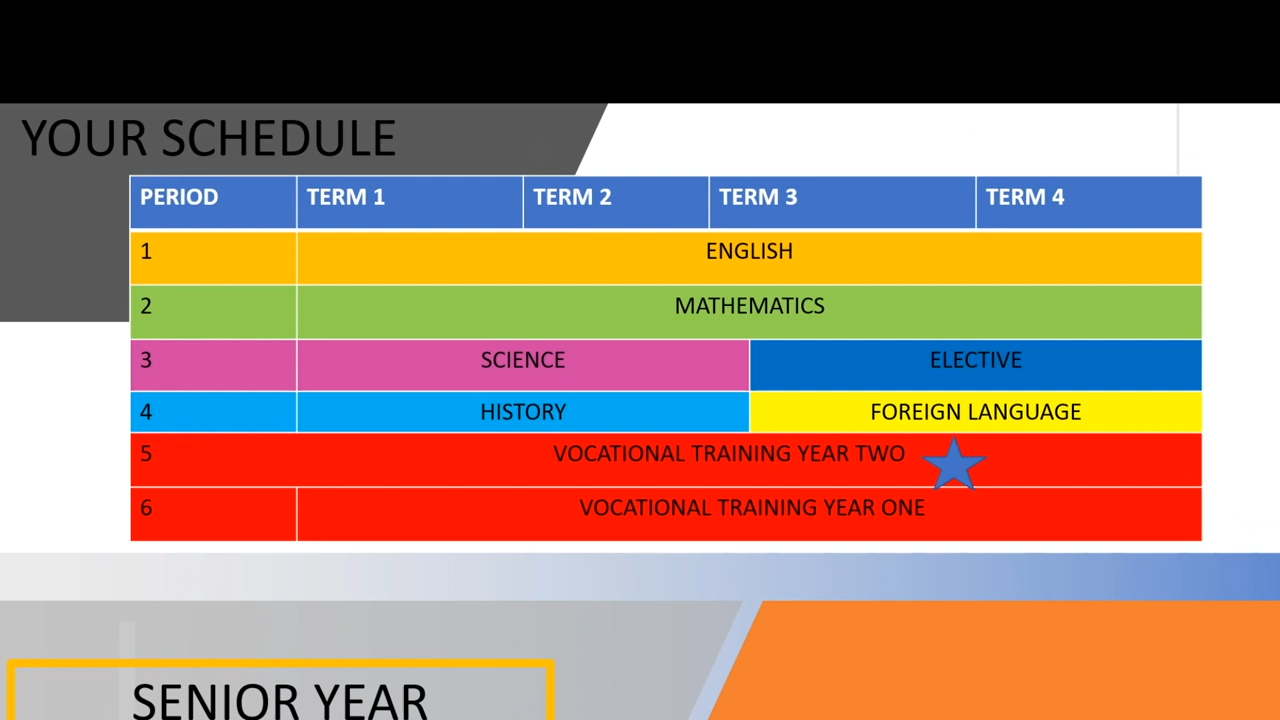 YOUR SCHEDULE
PERIOD TERM 1 TERM 2 TERM 3 TERM 4
1 ENGLISH
2 MATHEMATICS
3 SCIENCE ELECTIVE
4 HISTORY FOREIGN LANGUAGE
5 VOCATIONAL TRAINING YEAR TWO
6 VOCATIONAL TRAINING YEAR ONE
SENIOR YEAR